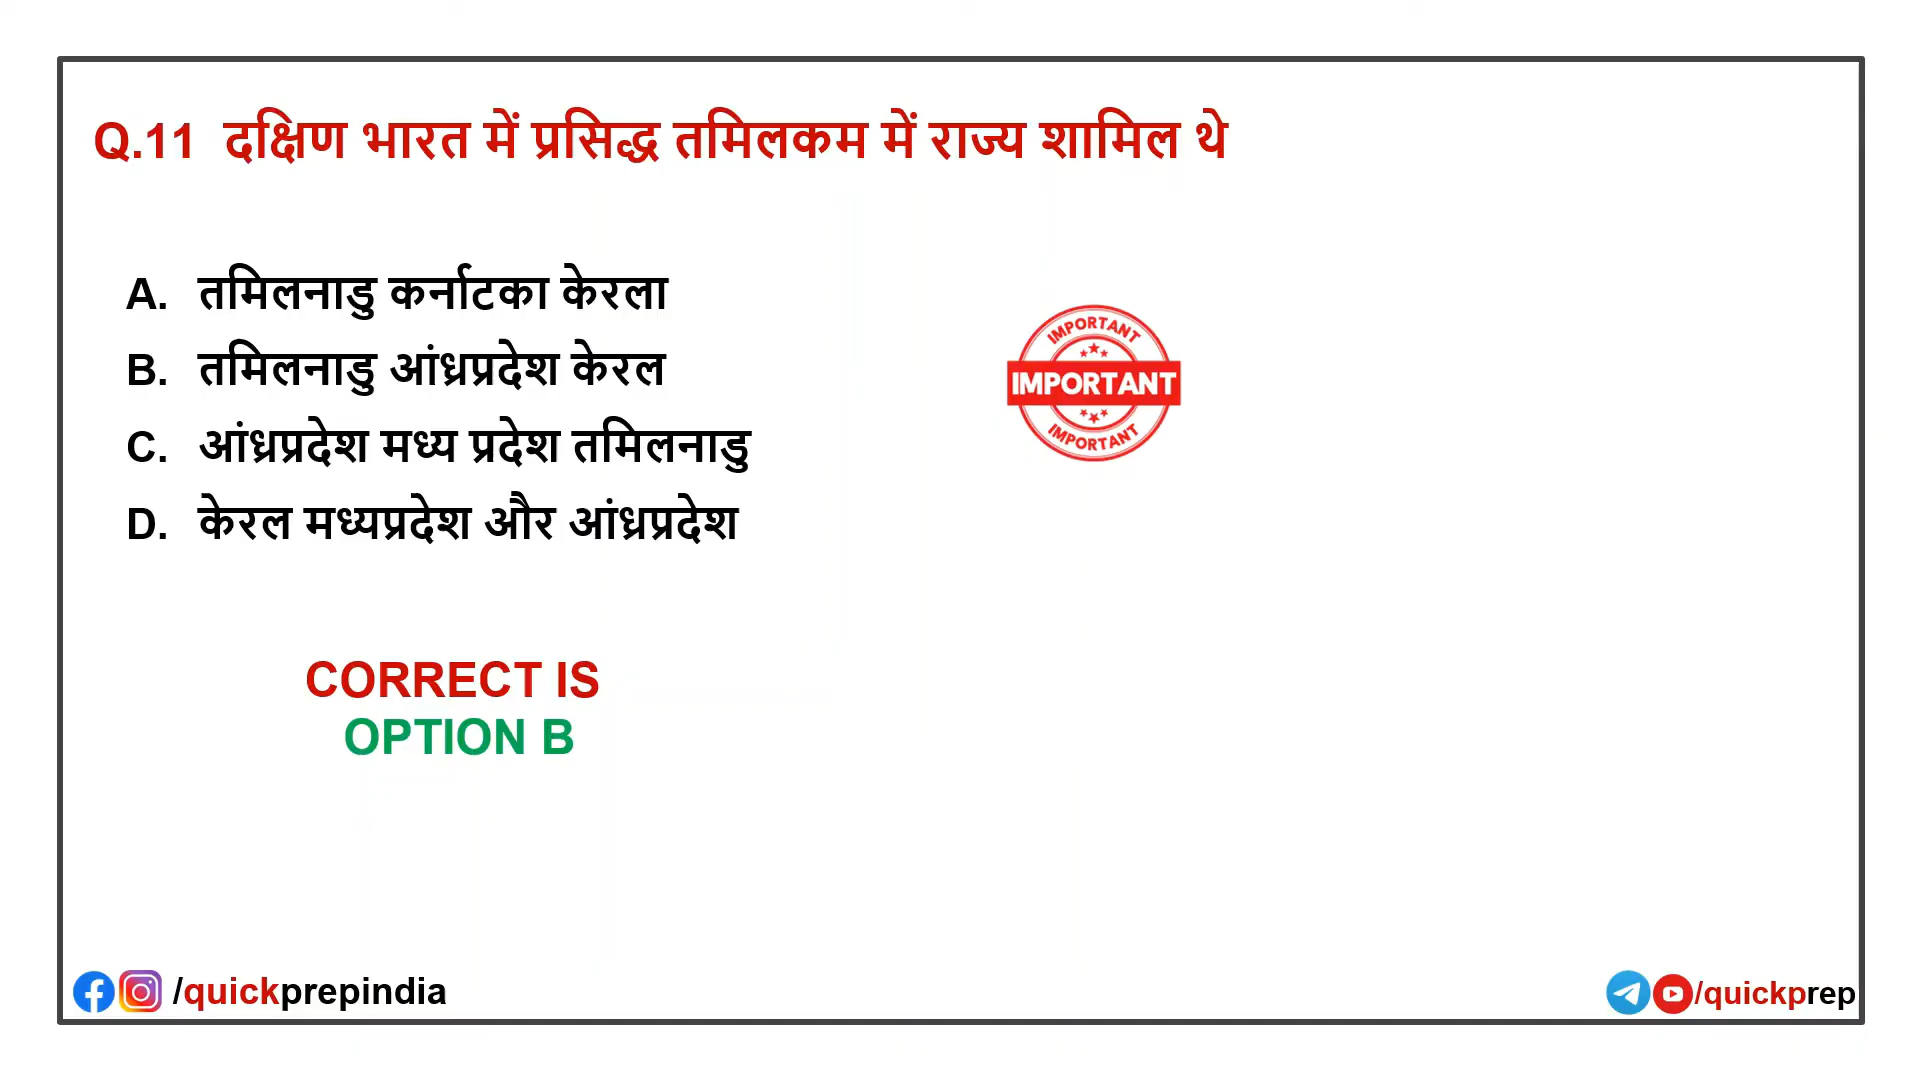 Q.11 दक्षिण भारत में प्रसिद्ध तमिलकम में राज्य शामिल थे
A. तमिलनाडु कर्नाटका केरला
B. तमिलनाडु आंध्रप्रदेश केरल
C. आंध्रप्रदेश मध्य प्रदेश तमिलनाडु
D. केरल मध्यप्रदेश और आंध्रप्रदेश
IMPORTANT
IMPORTANT
IMPORTANT
CORRECT IS
OPTION B
/quickprepindia
/quickprep